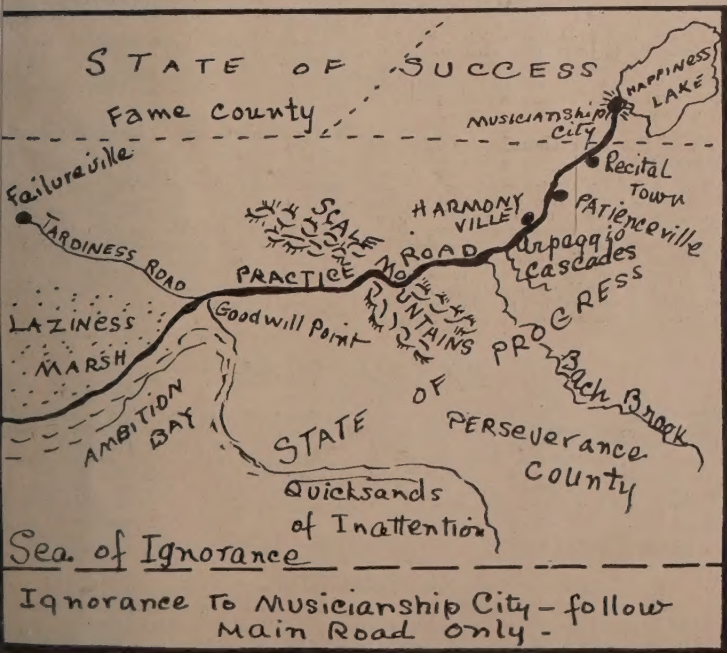 STATE OF SUCCESS
Fame County
HAPPINESS
LAKE
MUSICIANSHIP
CITY
Recital
Town
PATIENCEVILLE
HARMONY
VILLE
Arpeggio
Cascades
Failureville
TARDINESS ROAD
SCALE
MOUNTAINS
PRACTICE ROAD
Goodwill Point
LAZINESS
MARSH
AMBITION
BAY
STATE OF PROGRESS
Bach Brook
PERSEVERANCE
COUNTY
Quicksands
of Inattention
Sea of Ignorance
Ignorance To Musicianship City - follow
Main Road Only -